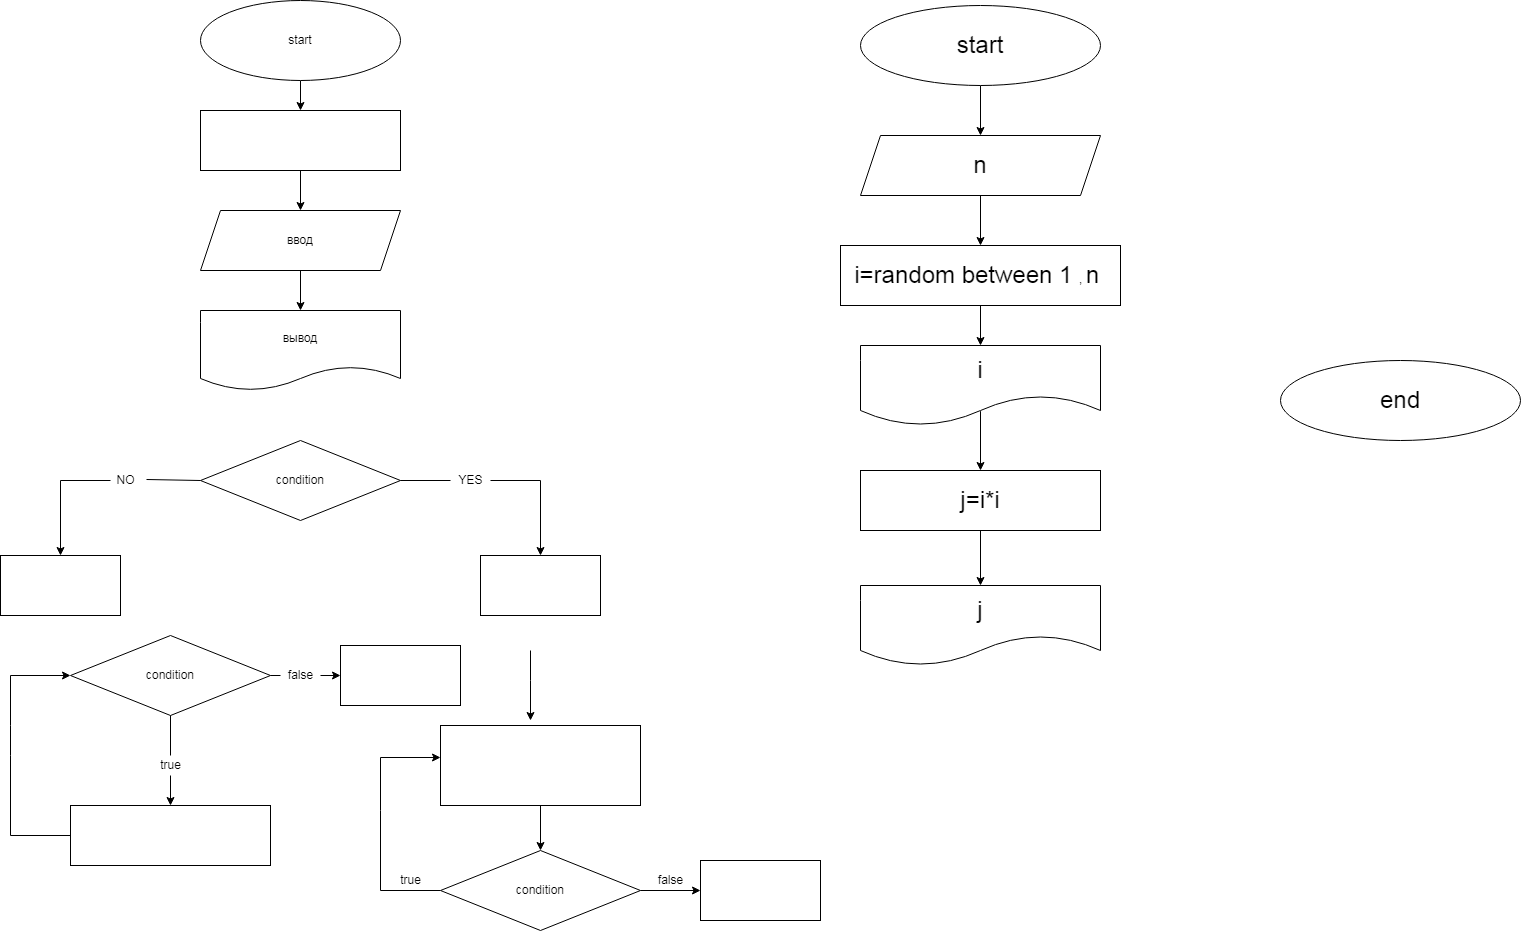 start
ввод
вывод
condition
NO
YES
condition
false
true
condition
true
false
start
n
i=random between 1 , n
i
j=i*i
j
end